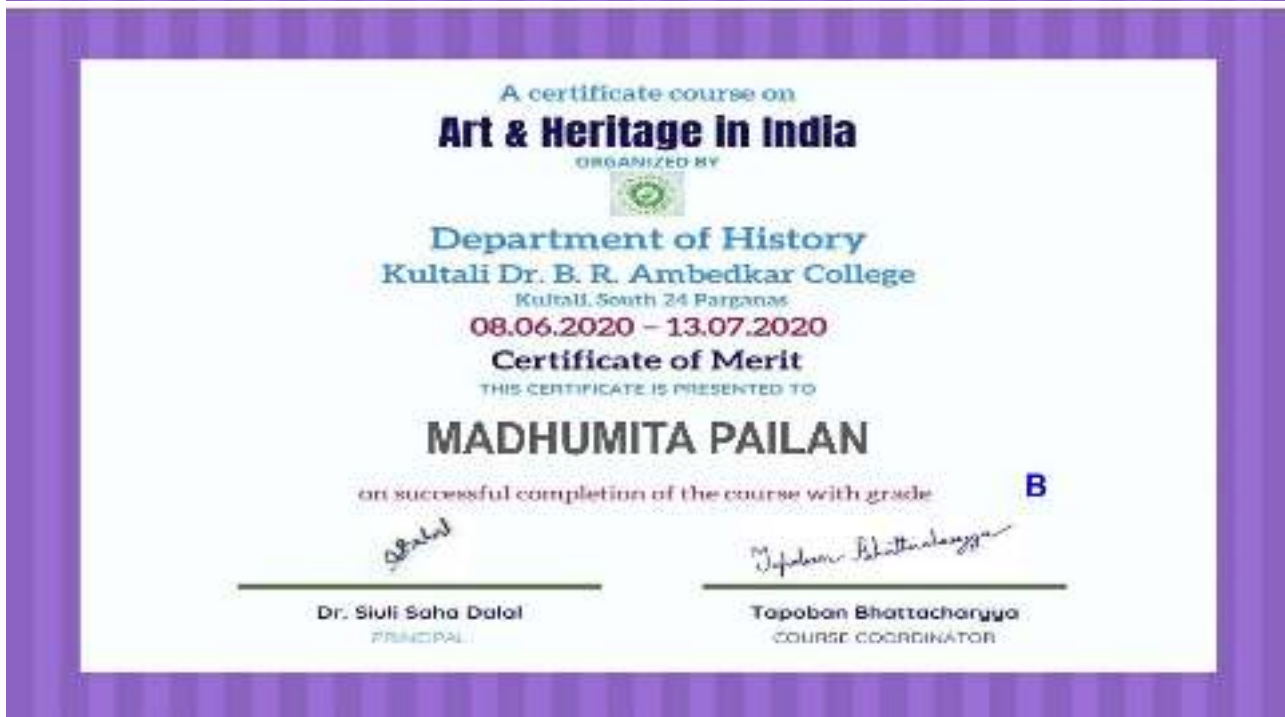 A certificate course on
Art & Heritage in India
ORGANIZED BY
Department of History
Kultali Dr. B. R. Ambedkar College
Kultali, South 24 Parganas
08.06.2020 – 13.07.2020
Certificate of Merit
THIS CERTIFICATE IS PRESENTED TO
MADHUMITA PAILAN
on successful completion of the course with grade B
Tapoban Bhattacharyya
Dr. Siuli Saha Dalal Tapoban Bhattacharyya
PRINCIPAL COURSE COORDINATOR